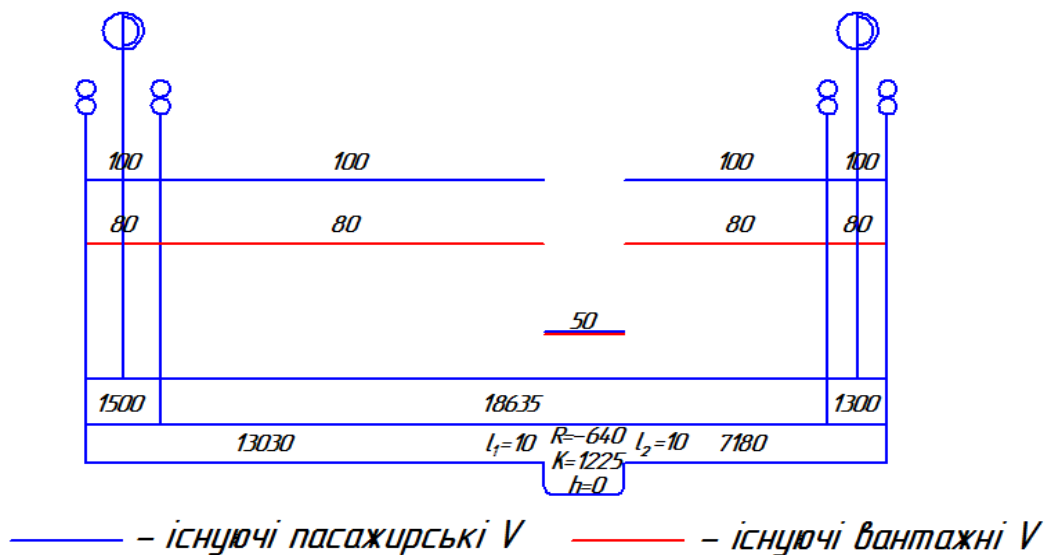 100 100 100 100
80 80 80 80
50
1500 18635 1300
13030 l₁=10 R=-640 l₂=10 7180
K=1225
h=0
– існуючі пасажирські V – існуючі вантажні V